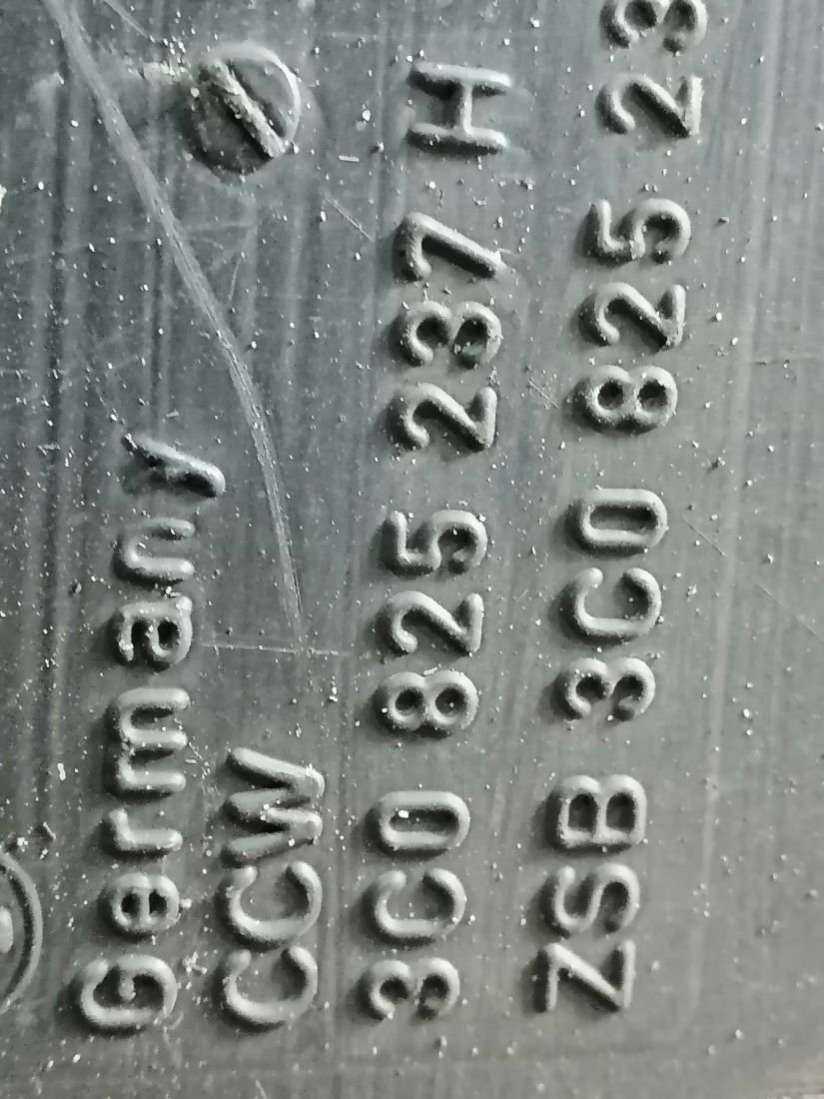 Germany
CCW
3C0 825 237 H
ZSB 3C0 825 23